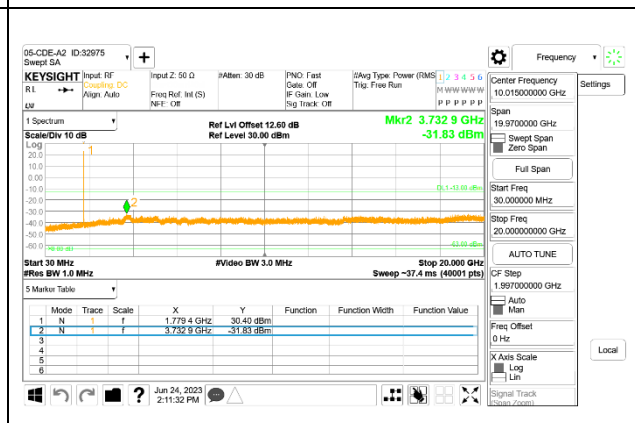 05-CDE-A2 ID:32975
Swept SA
+
Frequency
KEYSIGHT
RL
Input: RF
Coupling: DC
Align: Auto
Input Z: 50 Ω
Freq Ref: Int (S)
NFE: Off
#Atten: 30 dB
PNO: Fast
Gate: Off
IF Gain: Low
Sig Track: Off
#Avg Type: Power (RMS
Trig: Free Run
1 2 3 4 5 6
M W W W W W
P P P P P P
Settings
Center Frequency
10.015000000 GHz
Span
19.9700000 GHz
Swept Span
Zero Span
Full Span
Start Freq
30.000000 MHz
Stop Freq
20.000000000 GHz
AUTO TUNE
CF Step
1.997000000 GHz
Auto
Man
Freq Offset
0 Hz
X Axis Scale
Log
Lin
Signal Track
(Span Zoom)
Local
1 Spectrum
Scale/Div 10 dB
Ref Lvl Offset 12.60 dB
Ref Level 30.00 dBm
Mkr2 3.732 9 GHz
-31.83 dBm
Log
20.0
10.0
0.00
-10.0
-20.0
-30.0
-40.0
-50.0
-60.0
1
2
DL1 -13.00 dBm
Start 30 MHz
#Res BW 1.0 MHz
#Video BW 3.0 MHz
Stop 20.000 GHz
Sweep ~37.4 ms (40001 pts)
5 Marker Table
Mode Trace Scale X Y Function Function Width Function Value
1 N 1 f 1.779 4 GHz 30.40 dBm
2 N 1 f 3.732 9 GHz -31.83 dBm
3
4
5
6
?
Jun 24, 2023
2:11:32 PM